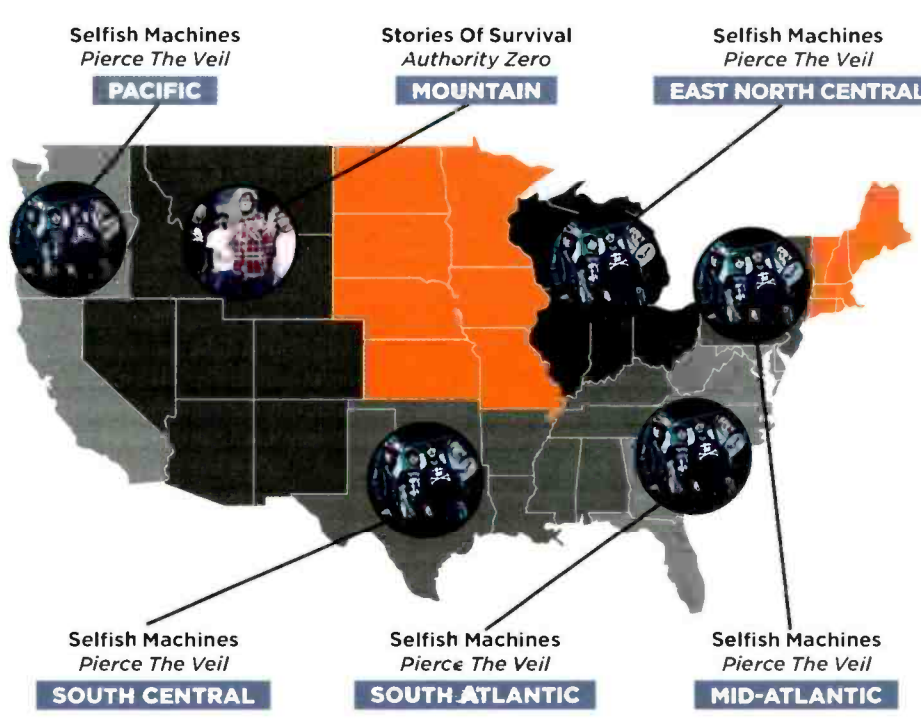 Selfish Machines
Pierce The Veil
PACIFIC
Stories Of Survival
Authority Zero
MOUNTAIN
Selfish Machines
Pierce The Veil
EAST NORTH CENTRAL
Selfish Machines
Pierce The Veil
SOUTH CENTRAL
Selfish Machines
Pierce The Veil
SOUTH ATLANTIC
Selfish Machines
Pierce The Veil
MID-ATLANTIC